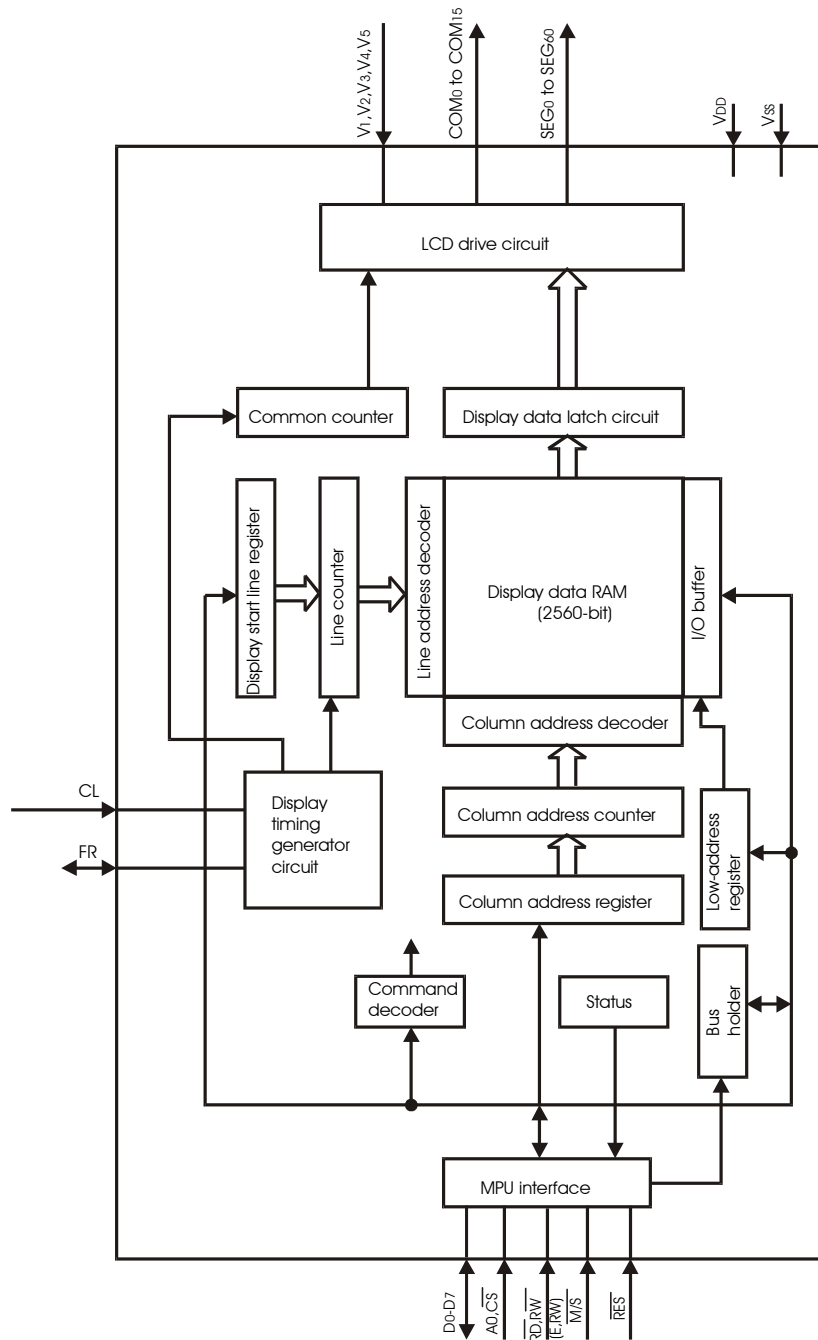 V1,V2,V3,V4,V5
COM0 to COM15
SEG0 to SEG60
VDD
VSS
LCD drive circuit
Common counter
Display data latch circuit
Display start line register
Line counter
Line address decoder
Display data RAM
(2560-bit)
I/O buffer
Column address decoder
CL
FR
Display
timing
generator
circuit
Column address counter
Low-address
register
Column address register
Command
decoder
Status
Bus
holder
MPU interface
D0-D7
A0,C̅S̅
R̅D̅,RW
(E,RW)
M̅/̅S̅
R̅E̅S̅